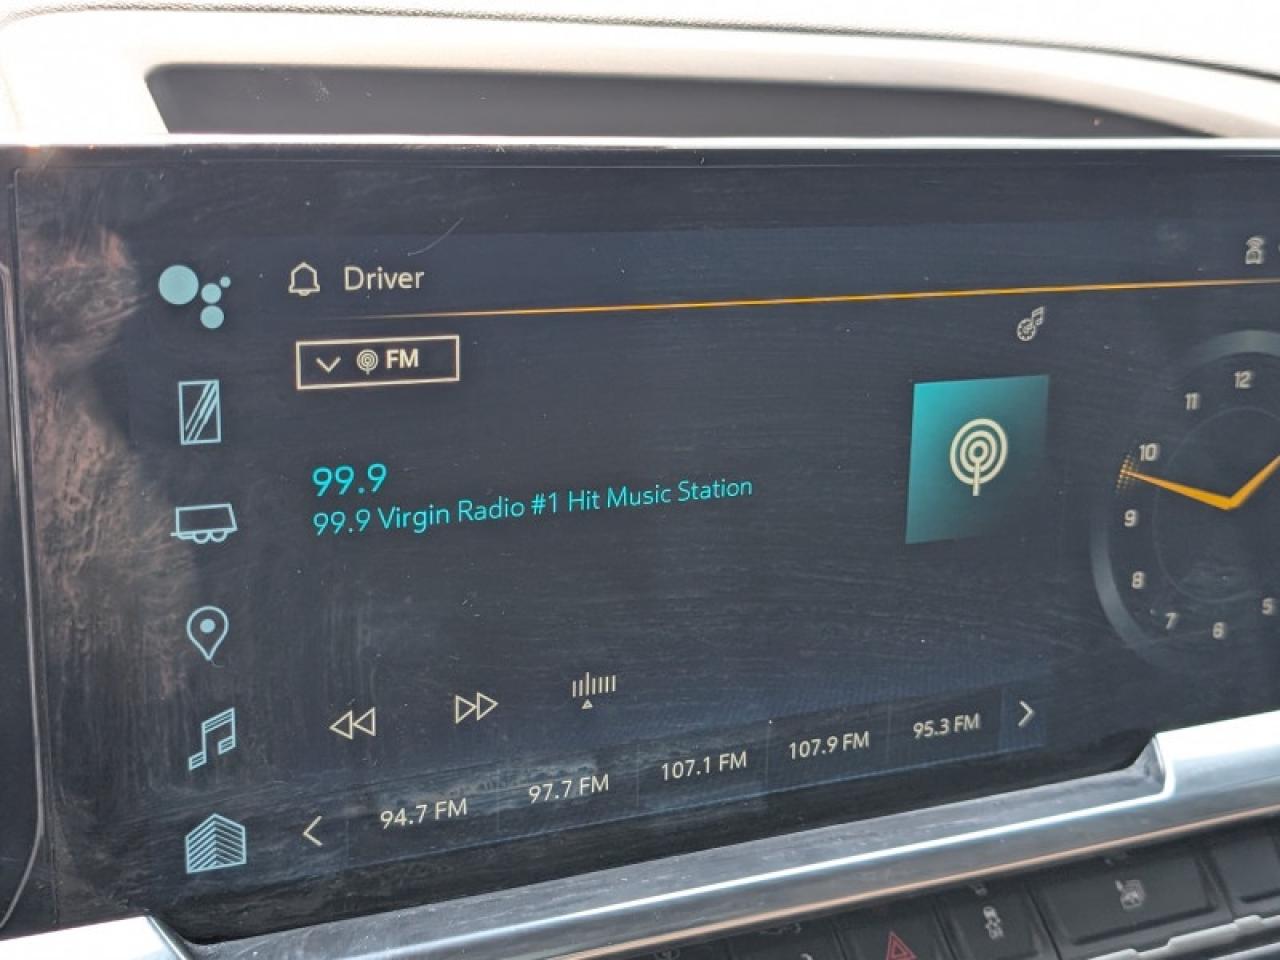 Driver
FM
99.9
99.9 Virgin Radio #1 Hit Music Station
94.7 FM
97.7 FM
107.1 FM
107.9 FM
95.3 FM
12
11
10
9
8
7
6
5